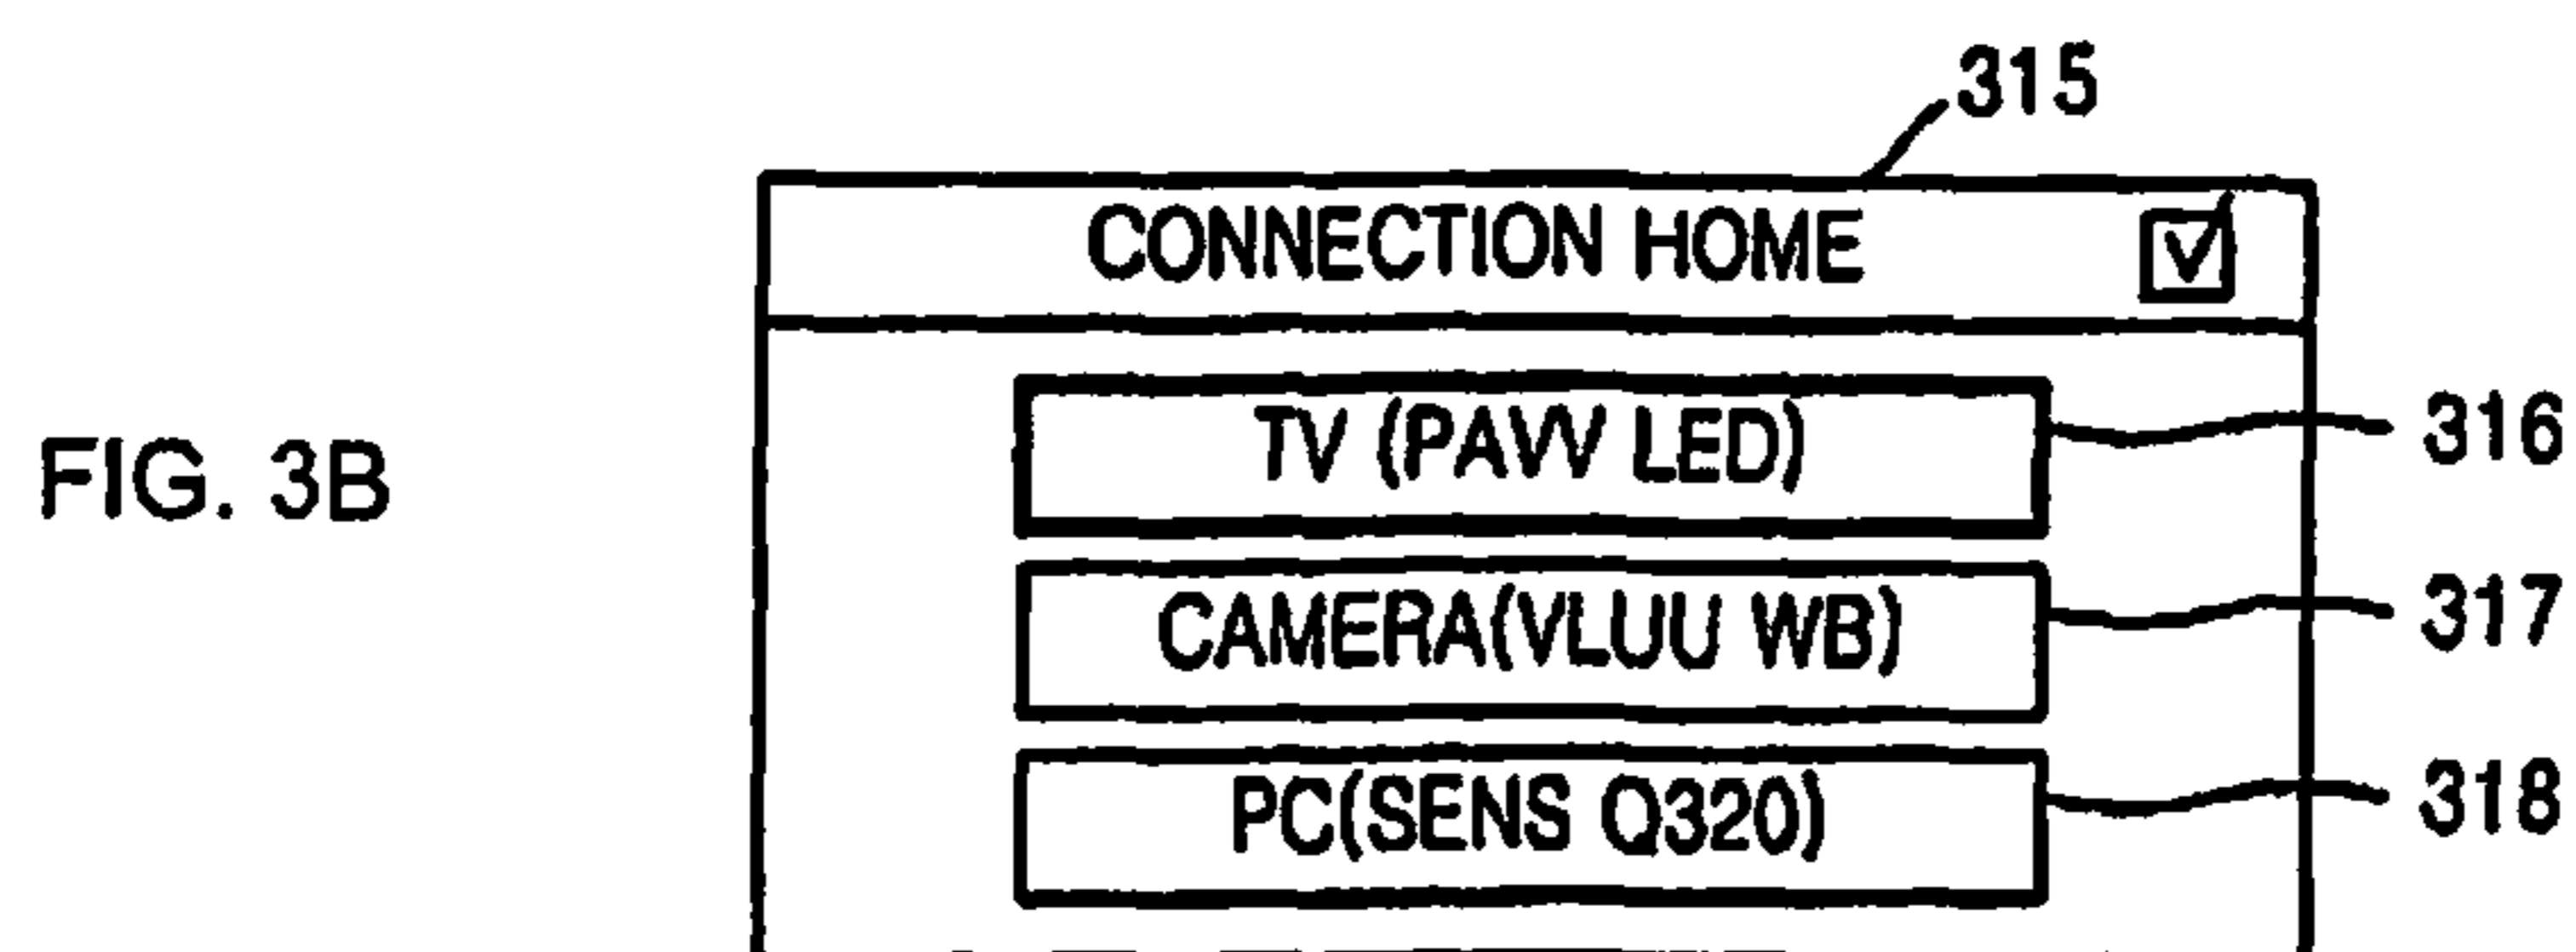 315
CONNECTION HOME
TV (PAVV LED)
316
FIG. 3B
CAMERA(VLUU WB)
317
PC(SENS Q320)
318